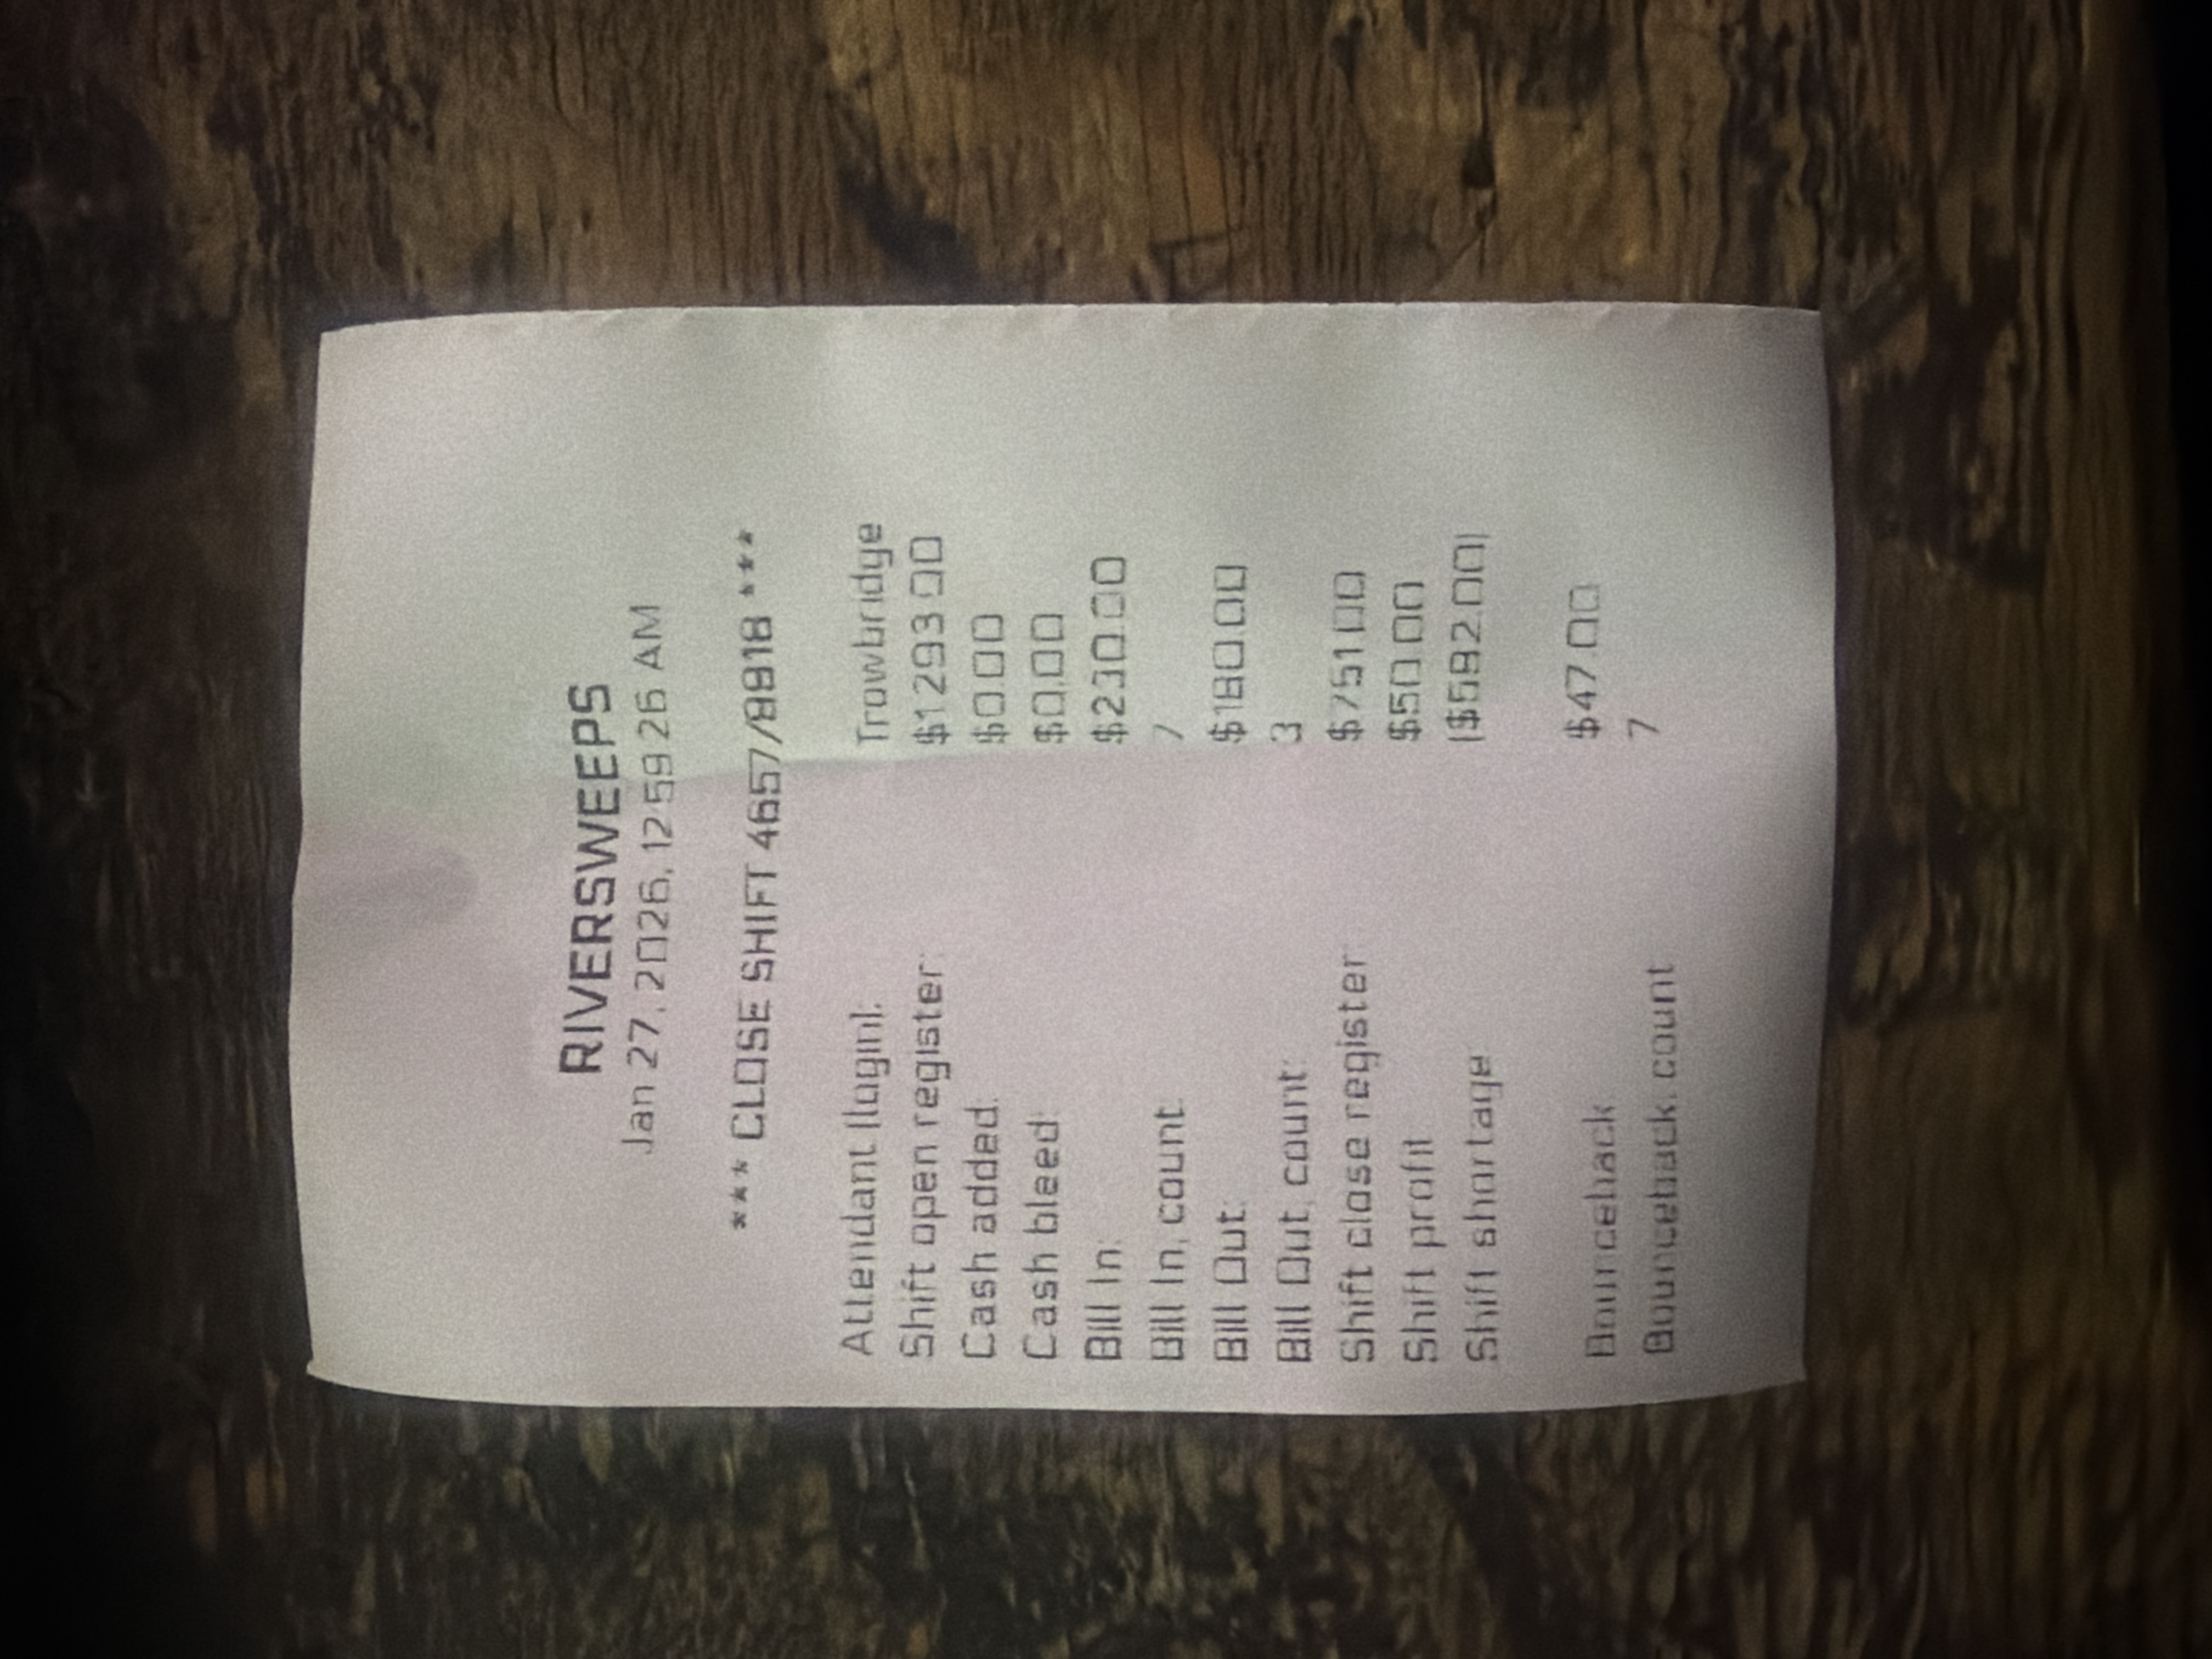 RIVERSWEEPS
Jan 27, 2026, 12:59:26 AM
*** CLOSE SHIFT 4657/8918 ***
Attendant (login): Trowbridge
Shift open register: $1293.00
Cash added: $0.00
Cash bleed: $0.00
Bill In: $230.00
Bill In, count: 7
Bill Out: $180.00
Bill Out, count: 3
Shift close register $751.00
Shift profit $50.00
Shift shortage ($592.00)
Bounceback $47.00
Bounceback, count 7